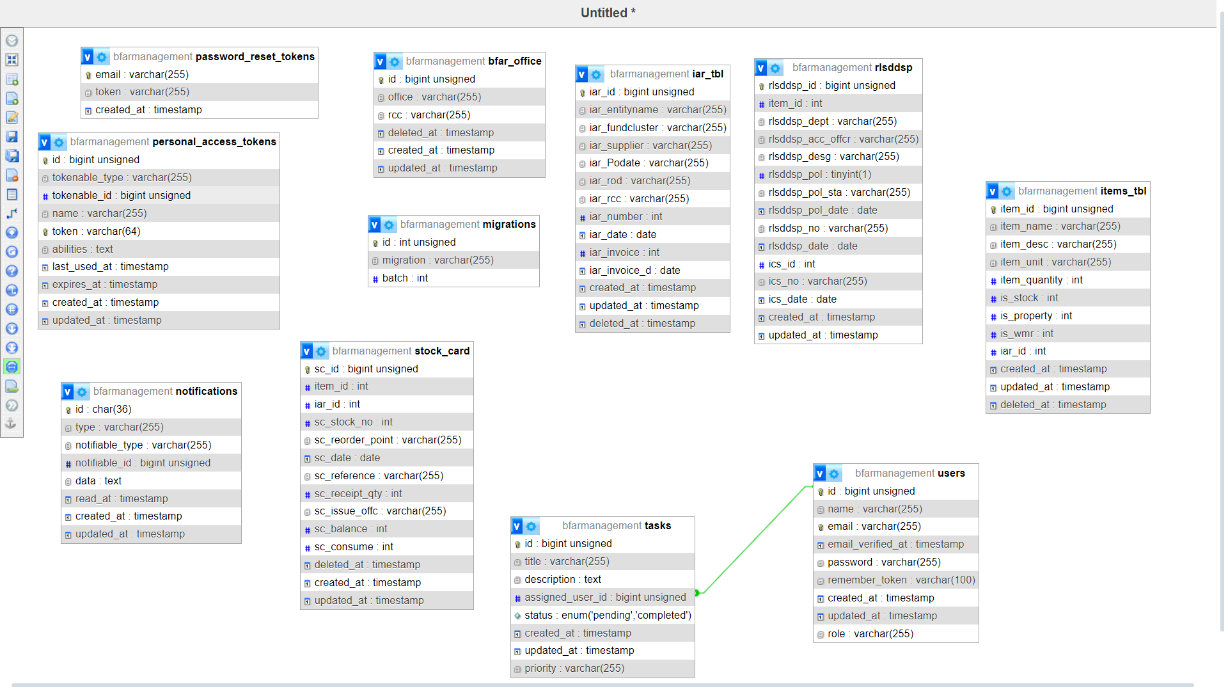 Untitled *
v bfarmanagement password_reset_tokens
email : varchar(255)
token : varchar(255)
created_at : timestamp
v bfarmanagement personal_access_tokens
id : bigint unsigned
tokenable_type : varchar(255)
tokenable_id : bigint unsigned
name : varchar(255)
token : varchar(64)
abilities : text
last_used_at : timestamp
expires_at : timestamp
created_at : timestamp
updated_at : timestamp
v bfarmanagement notifications
id : char(36)
type : varchar(255)
notifiable_type : varchar(255)
notifiable_id : bigint unsigned
data : text
read_at : timestamp
created_at : timestamp
updated_at : timestamp
v bfarmanagement bfar_office
id : bigint unsigned
office : varchar(255)
rcc : varchar(255)
deleted_at : timestamp
created_at : timestamp
updated_at : timestamp
v bfarmanagement migrations
id : int unsigned
migration : varchar(255)
batch : int
v bfarmanagement stock_card
sc_id : bigint unsigned
item_id : int
iar_id : int
sc_stock_no : int
sc_reorder_point : varchar(255)
sc_date : date
sc_reference : varchar(255)
sc_receipt_qty : int
sc_issue_offc : varchar(255)
sc_balance : int
sc_consume : int
deleted_at : timestamp
created_at : timestamp
updated_at : timestamp
v bfarmanagement iar_tbl
iar_id : bigint unsigned
iar_entityname : varchar(255)
iar_fundcluster : varchar(255)
iar_supplier : varchar(255)
iar_Podate : varchar(255)
iar_rod : varchar(255)
iar_rcc : varchar(255)
iar_number : int
iar_date : date
iar_invoice : int
iar_invoice_d : date
created_at : timestamp
updated_at : timestamp
deleted_at : timestamp
v bfarmanagement tasks
id : bigint unsigned
title : varchar(255)
description : text
assigned_user_id : bigint unsigned
status : enum('pending','completed')
created_at : timestamp
updated_at : timestamp
priority : varchar(255)
v bfarmanagement rlsddsp
rlsddsp_id : bigint unsigned
item_id : int
rlsddsp_dept : varchar(255)
rlsddsp_acc_offcr : varchar(255)
rlsddsp_desg : varchar(255)
rlsddsp_pol : tinyint(1)
rlsddsp_pol_sta : varchar(255)
rlsddsp_pol_date : date
rlsddsp_no : varchar(255)
rlsddsp_date : date
ics_id : int
ics_no : varchar(255)
ics_date : date
created_at : timestamp
updated_at : timestamp
v bfarmanagement users
id : bigint unsigned
name : varchar(255)
email : varchar(255)
email_verified_at : timestamp
password : varchar(255)
remember_token : varchar(100)
created_at : timestamp
updated_at : timestamp
role : varchar(255)
v bfarmanagement items_tbl
item_id : bigint unsigned
item_name : varchar(255)
item_desc : varchar(255)
item_unit : varchar(255)
item_quantity : int
is_stock : int
is_property : int
is_wmr : int
iar_id : int
created_at : timestamp
updated_at : timestamp
deleted_at : timestamp